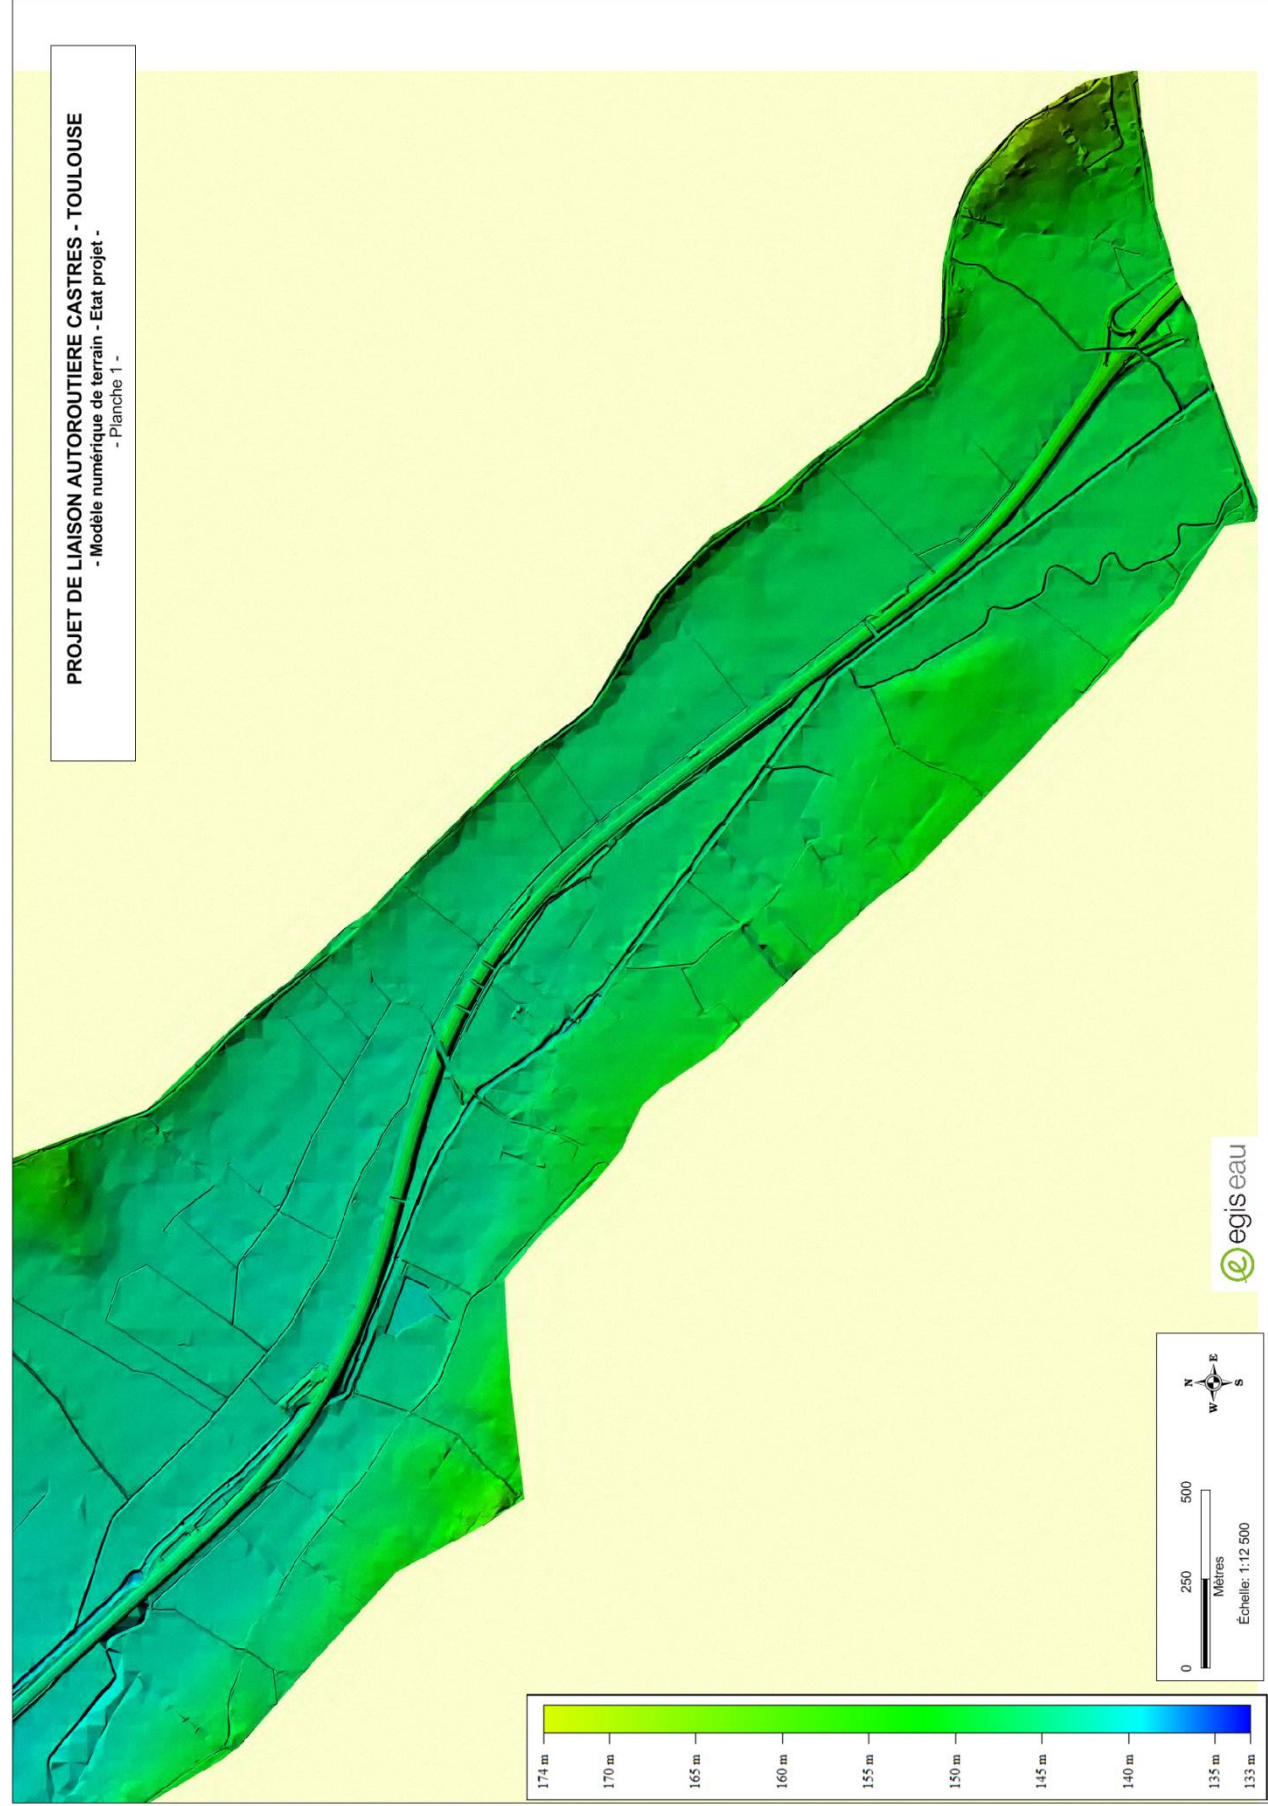 PROJET DE LIAISON AUTOROUTIERE CASTRES - TOULOUSE
- Modèle numérique de terrain - Etat projet -
- Planche 1 -
174 m
170 m
165 m
160 m
155 m
150 m
145 m
140 m
135 m
133 m
0 250 500
Mètres
Échelle: 1:12 500
N
W E
S
egis eau